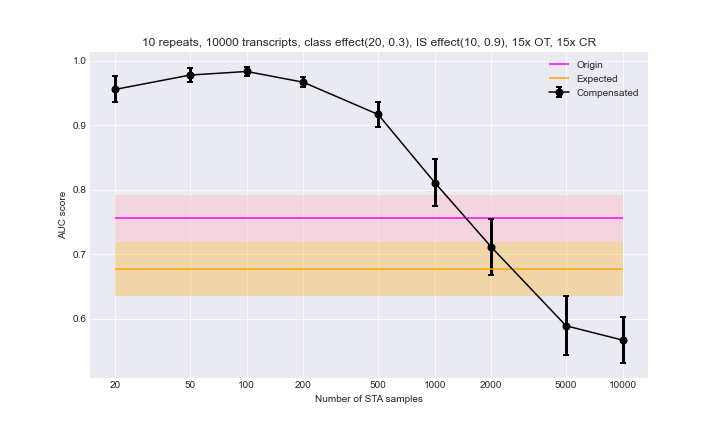 10 repeats, 10000 transcripts, class effect(20, 0.3), IS effect(10, 0.9), 15x OT, 15x CR
Origin
Expected
Compensated
1.0
0.9
0.8
0.7
0.6
AUC score
20 50 100 200 500 1000 2000 5000 10000
Number of STA samples